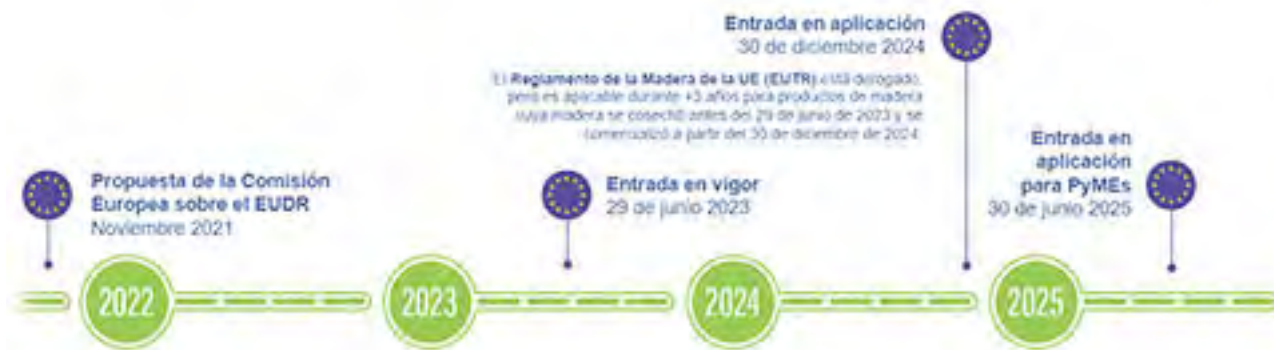 Entrada en aplicación
30 de diciembre 2024
El Reglamento de la Madera de la UE (EUTR) está derogado,
pero es aplicable durante +3 años para productos de madera
cuya madera se cosechó antes del 29 de junio de 2023 y se
comercializó a partir del 30 de diciembre de 2024.
Entrada en
aplicación
para PyMEs
30 de junio 2025
Propuesta de la Comisión
Europea sobre el EUDR
Noviembre 2021
Entrada en vigor
29 de junio 2023
2022
2023
2024
2025